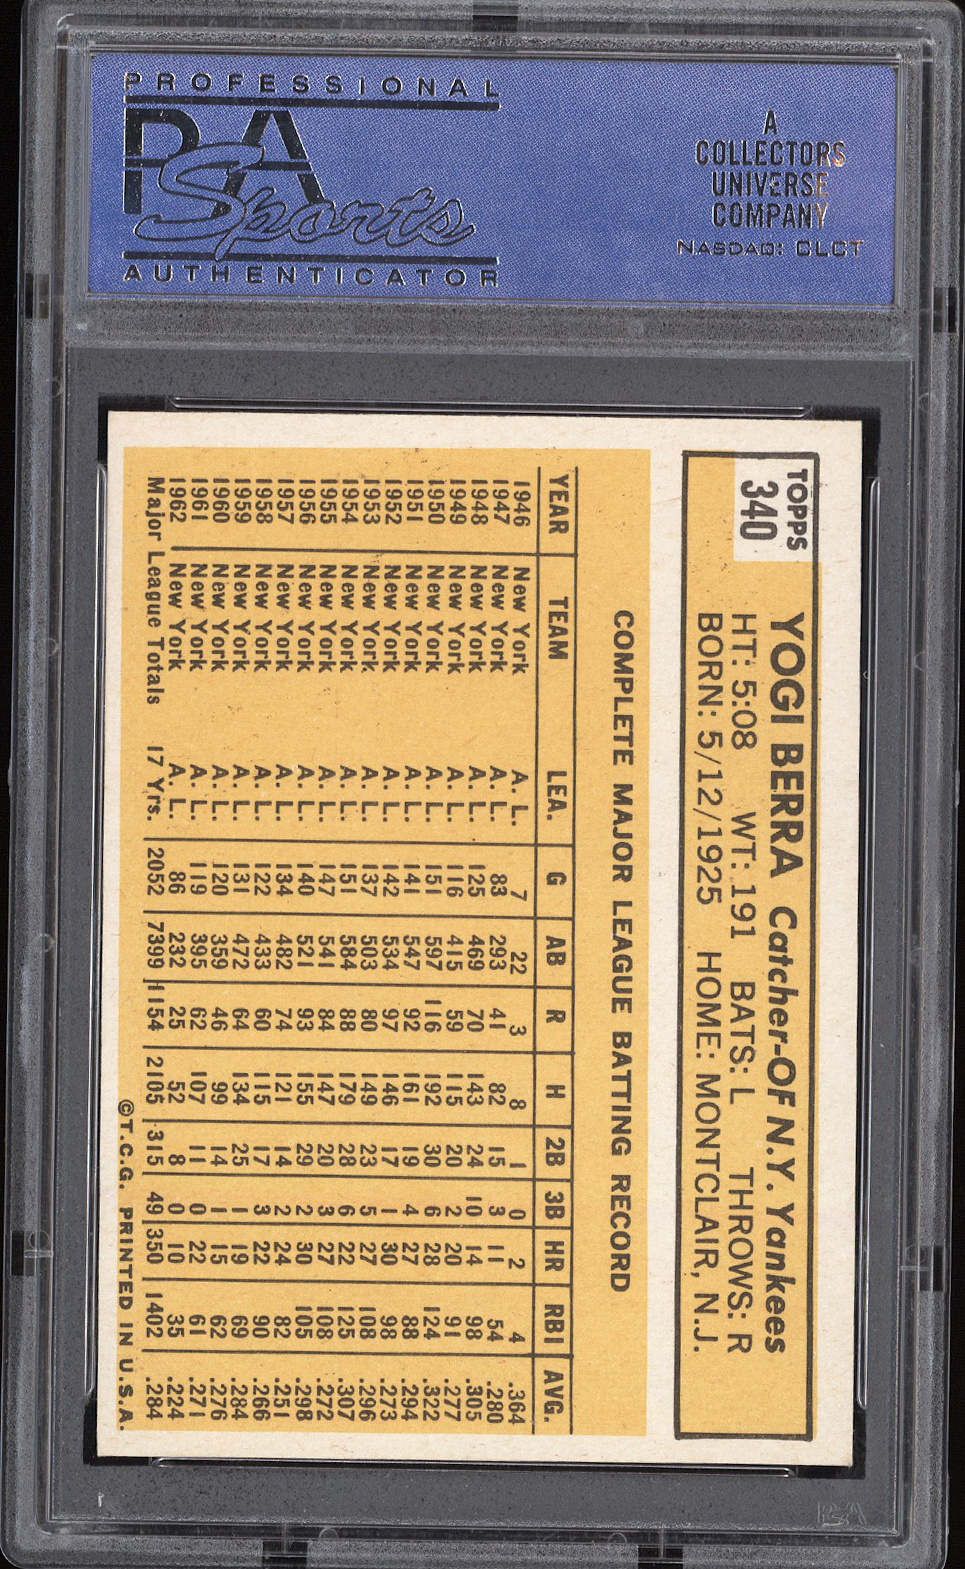 PROFESSIONAL
PSA
Sports
AUTHENTICATOR
A
COLLECTORS
UNIVERSE
COMPANY
NASDAQ: CLCT
TOPPS
340
YOGI BERRA Catcher-OF N.Y. Yankees
HT: 5:08 WT: 191 BATS: L THROWS: R
BORN: 5/12/1925 HOME: MONTCLAIR, N.J.
COMPLETE MAJOR LEAGUE BATTING RECORD
YEAR TEAM LEA. G AB R H 2B 3B HR RBI AVG.
1946 New York A. L. 7 22 3 8 1 0 2 4 .364
1947 New York A. L. 83 293 41 82 15 3 11 54 .280
1948 New York A. L. 125 469 70 143 24 10 14 98 .305
1949 New York A. L. 116 415 59 115 20 2 20 91 .277
1950 New York A. L. 151 597 116 192 30 6 28 124 .322
1951 New York A. L. 141 547 92 161 19 4 27 88 .294
1952 New York A. L. 142 534 97 146 17 1 30 98 .273
1953 New York A. L. 137 503 80 149 23 5 27 108 .296
1954 New York A. L. 151 584 88 179 28 6 22 125 .307
1955 New York A. L. 147 541 84 147 20 3 27 108 .272
1956 New York A. L. 140 521 93 155 29 2 30 105 .298
1957 New York A. L. 134 482 74 121 14 2 24 82 .251
1958 New York A. L. 122 433 60 115 17 3 22 90 .266
1959 New York A. L. 131 472 64 134 25 1 19 69 .284
1960 New York A. L. 120 359 46 99 14 1 15 62 .276
1961 New York A. L. 119 395 62 107 11 0 22 61 .271
1962 New York A. L. 86 232 25 52 8 0 10 35 .224
Major League Totals 17 Yrs. 2052 7399 1154 2105 315 49 350 1402 .284
©T.C.G. PRINTED IN U.S.A.
PSA